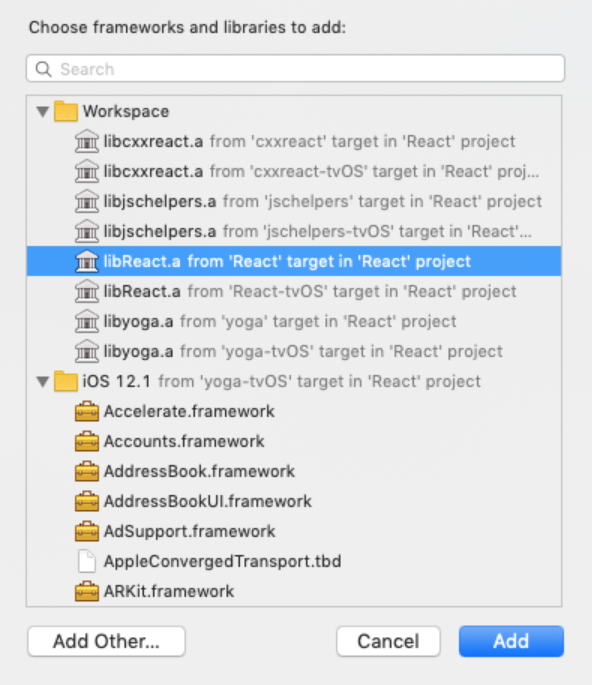 Choose frameworks and libraries to add:
Search
Workspace
libcxxreact.a from 'cxxreact' target in 'React' project
libcxxreact.a from 'cxxreact-tvOS' target in 'React' proj...
libjschelpers.a from 'jschelpers' target in 'React' project
libjschelpers.a from 'jschelpers-tvOS' target in 'React'...
libReact.a from 'React' target in 'React' project
libReact.a from 'React-tvOS' target in 'React' project
libyoga.a from 'yoga' target in 'React' project
libyoga.a from 'yoga-tvOS' target in 'React' project
iOS 12.1 from 'yoga-tvOS' target in 'React' project
Accelerate.framework
Accounts.framework
AddressBook.framework
AddressBookUI.framework
AdSupport.framework
AppleConvergedTransport.tbd
ARKit.framework
Add Other... Cancel Add